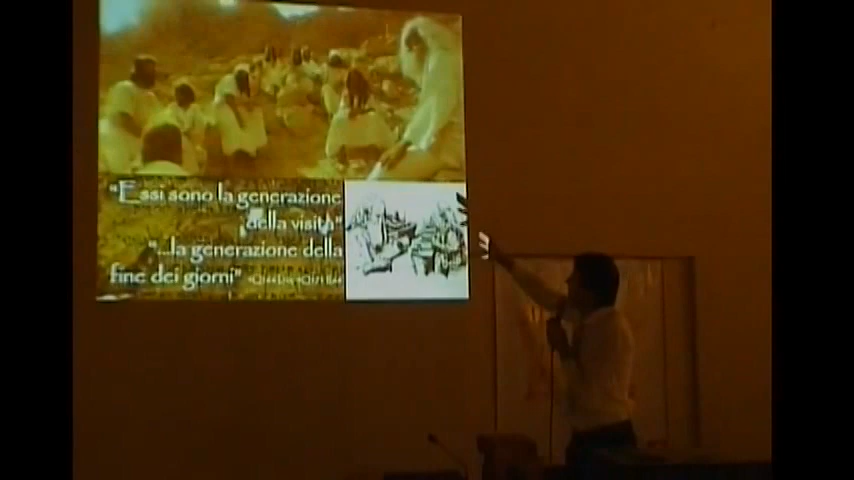 "Essi sono la generazione
della visita"
"...la generazione della
fine dei giorni"